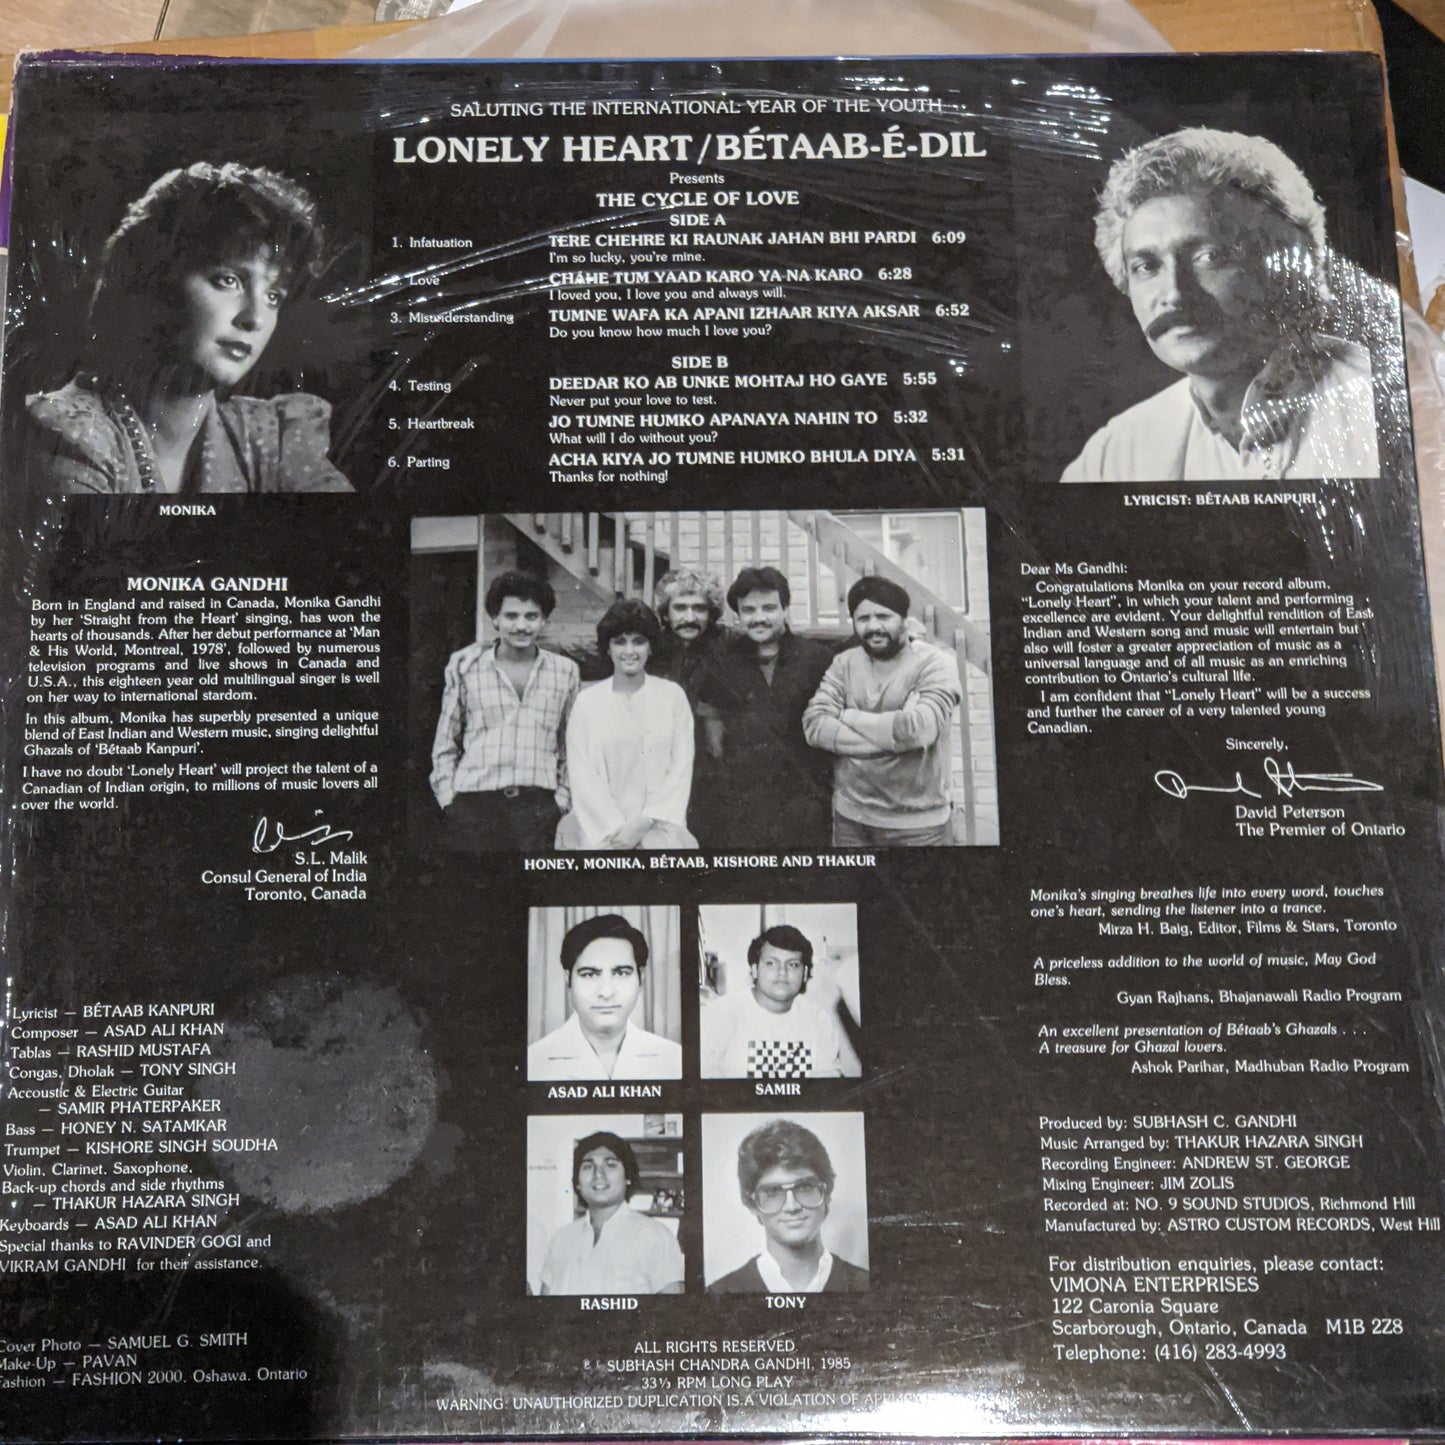 SALUTING THE INTERNATIONAL YEAR OF THE YOUTH
LONELY HEART/BÉTAAB-É-DIL
Presents
THE CYCLE OF LOVE
SIDE A
1. Infatuation TERE CHEHRE KI RAUNAK JAHAN BHI PARDI 6:09
I'm so lucky, you're mine.
Love CHAHE TUM YAAD KARO YA NA KARO 6:28
I loved you, I love you and always will.
3. Misunderstanding TUMNE WAFA KA APANI IZHAAR KIYA AKSAR 6:52
Do you know how much I love you?
SIDE B
4. Testing DEEDAR KO AB UNKE MOHTAJ HO GAYE 5:55
Never put your love to test.
5. Heartbreak JO TUMNE HUMKO APANAYA NAHIN TO 5:32
What will I do without you?
6. Parting ACHA KIYA JO TUMNE HUMKO BHULA DIYA 5:31
Thanks for nothing!
MONIKA
LYRICIST: BÉTAAB KANPURI
MONIKA GANDHI
Born in England and raised in Canada, Monika Gandhi
by her 'Straight from the Heart' singing, has won the
hearts of thousands. After her debut performance at 'Man
& His World, Montreal, 1978', followed by numerous
television programs and live shows in Canada and
U.S.A., this eighteen year old multilingual singer is well
on her way to international stardom.
In this album, Monika has superbly presented a unique
blend of East Indian and Western music, singing delightful
Ghazals of 'Bétaab Kanpuri'.
I have no doubt 'Lonely Heart' will project the talent of a
Canadian of Indian origin, to millions of music lovers all
over the world.
S.L. Malik
Consul General of India
Toronto, Canada
HONEY, MONIKA, BÉTAAB, KISHORE AND THAKUR
Dear Ms Gandhi:
Congratulations Monika on your record album,
"Lonely Heart", in which your talent and performing
excellence are evident. Your delightful rendition of East
Indian and Western song and music will entertain but
also will foster a greater appreciation of music as a
universal language and of all music as an enriching
contribution to Ontario's cultural life.
I am confident that "Lonely Heart" will be a success
and further the career of a very talented young
Canadian.
Sincerely,
David Peterson
The Premier of Ontario
Monika's singing breathes life into every word, touches
one's heart, sending the listener into a trance.
Mirza H. Baig, Editor, Films & Stars, Toronto
A priceless addition to the world of music, May God
Bless.
Gyan Rajhans, Bhajanawali Radio Program
An excellent presentation of Bétaab's Ghazals . . .
A treasure for Ghazal lovers.
Ashok Parihar, Madhuban Radio Program
ASAD ALI KHAN
SAMIR
RASHID
TONY
Lyricist — BÉTAAB KANPURI
Composer — ASAD ALI KHAN
Tablas — RASHID MUSTAFA
Congas, Dholak — TONY SINGH
Accoustic & Electric Guitar
— SAMIR PHATERPAKER
Bass — HONEY N. SATAMKAR
Trumpet — KISHORE SINGH SOUDHA
Violin, Clarinet, Saxophone,
Back-up chords and side rhythms
— THAKUR HAZARA SINGH
Keyboards — ASAD ALI KHAN
Special thanks to RAVINDER GOGI and
VIKRAM GANDHI for their assistance.
Cover Photo — SAMUEL G. SMITH
Make-Up — PAVAN
Fashion — FASHION 2000, Oshawa, Ontario
Produced by: SUBHASH C. GANDHI
Music Arranged by: THAKUR HAZARA SINGH
Recording Engineer: ANDREW ST. GEORGE
Mixing Engineer: JIM ZOLIS
Recorded at: NO. 9 SOUND STUDIOS, Richmond Hill
Manufactured by: ASTRO CUSTOM RECORDS, West Hill
For distribution enquiries, please contact:
VIMONA ENTERPRISES
122 Caronia Square
Scarborough, Ontario, Canada M1B 2Z8
Telephone: (416) 283-4993
ALL RIGHTS RESERVED
SUBHASH CHANDRA GANDHI, 1985
33⅓ RPM LONG PLAY
WARNING: UNAUTHORIZED DUPLICATION IS A VIOLATION OF